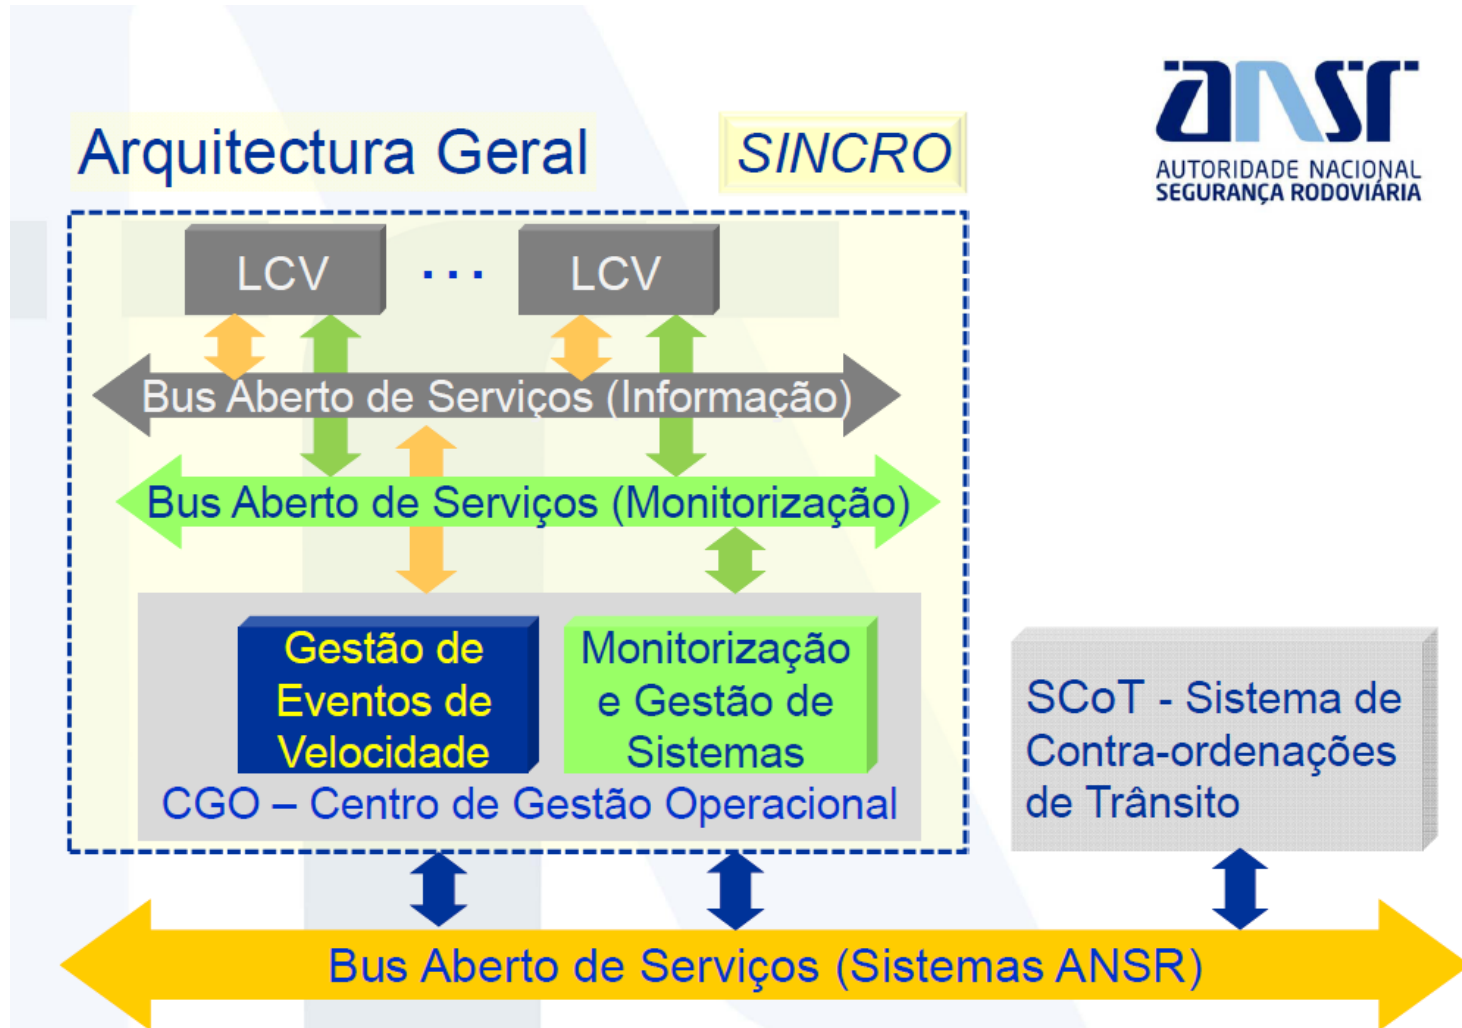 ansr
AUTORIDADE NACIONAL
SEGURANÇA RODOVIÁRIA
Arquitectura Geral
SINCRO
LCV
...
LCV
Bus Aberto de Serviços (Informação)
Bus Aberto de Serviços (Monitorização)
Gestão de
Eventos de
Velocidade
Monitorização
e Gestão de
Sistemas
CGO – Centro de Gestão Operacional
SCoT - Sistema de
Contra-ordenações
de Trânsito
Bus Aberto de Serviços (Sistemas ANSR)